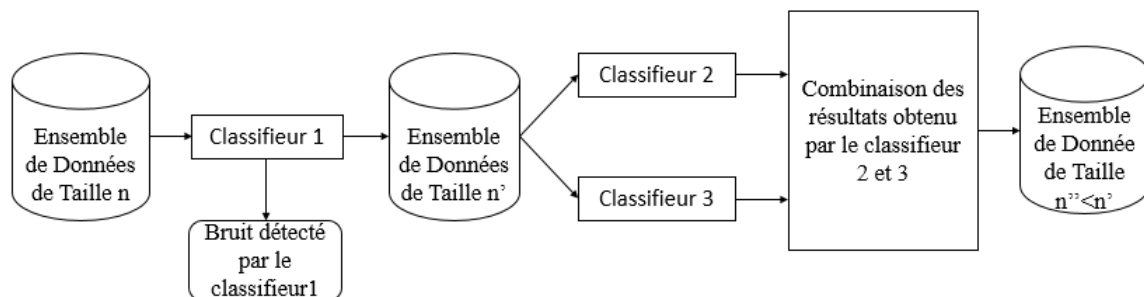 Ensemble
de Données
de Taille n
Classifieur 1
Bruit détecté
par le
classifieur1
Ensemble
de Données
de Taille n’
Classifieur 2
Classifieur 3
Combinaison des
résultats obtenu
par le classifieur
2 et 3
Ensemble
de Donnée
de Taille
n’’<n’